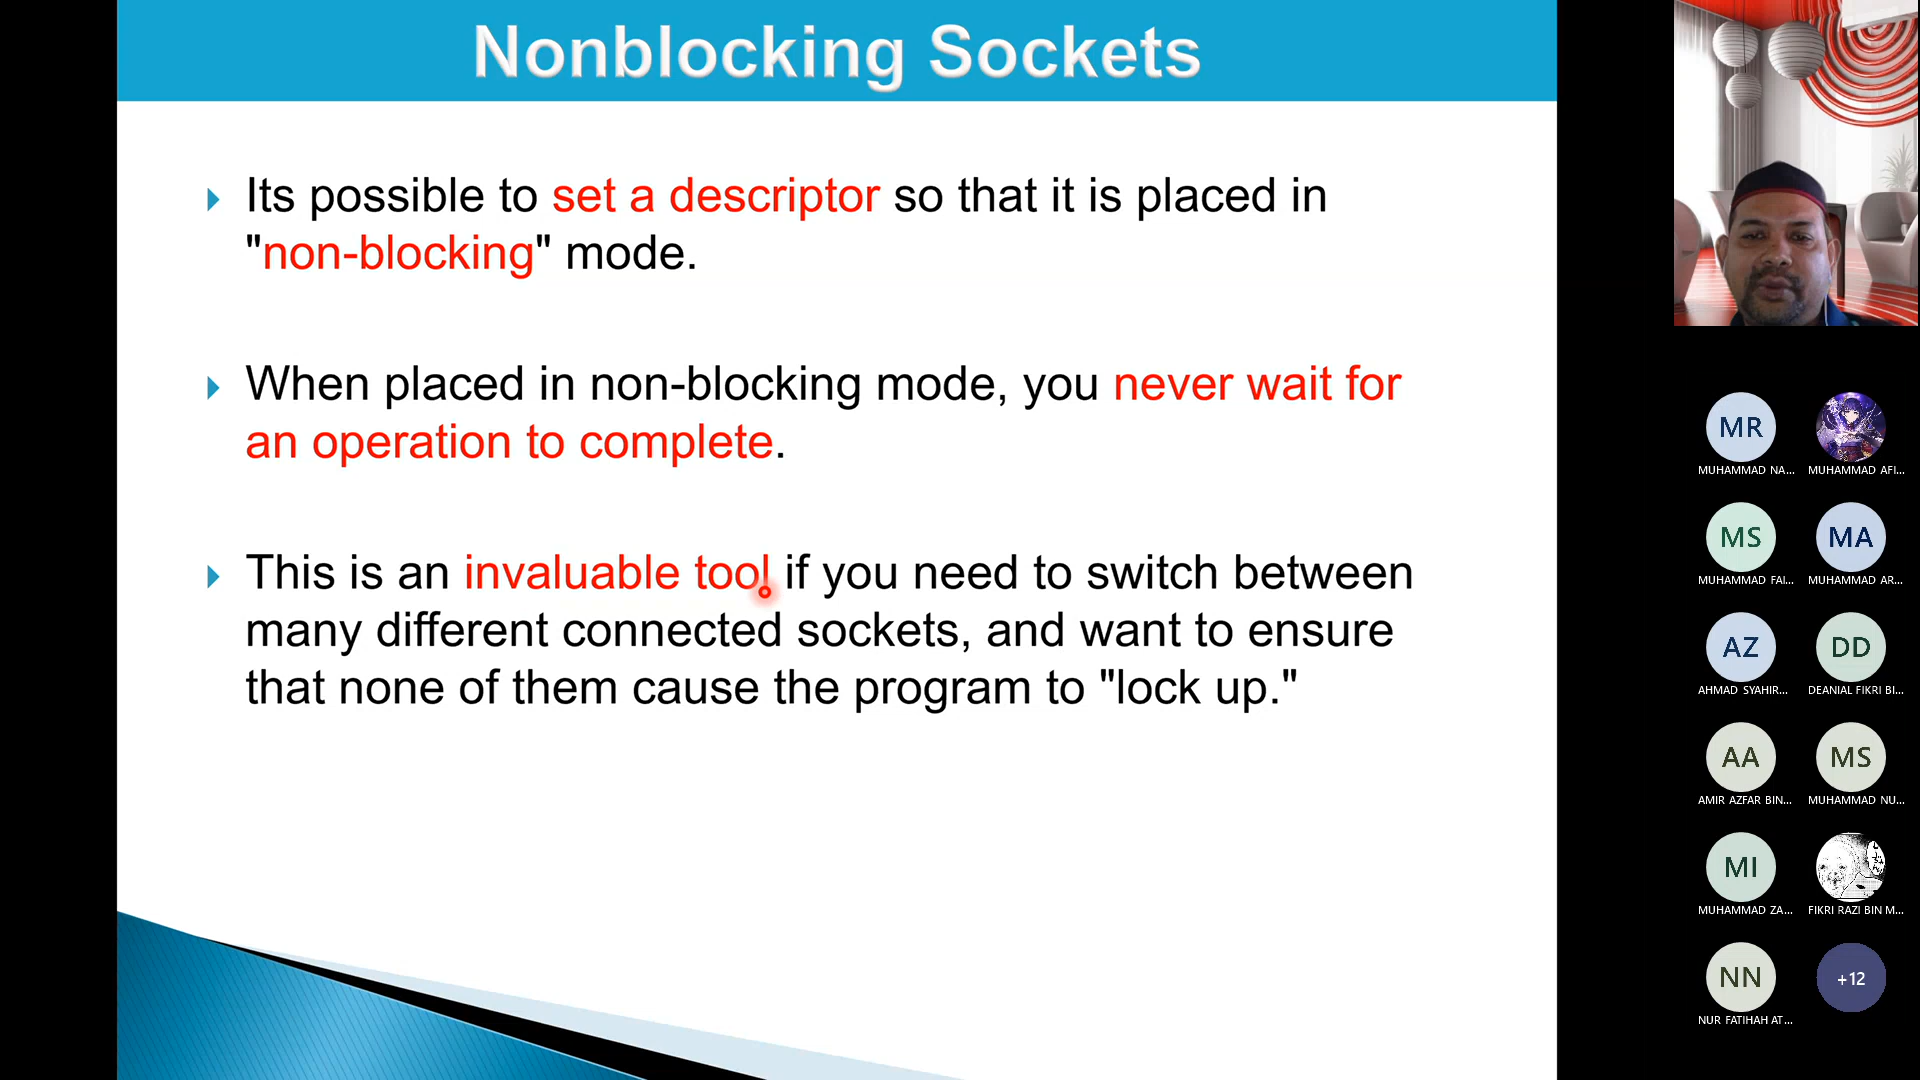 Nonblocking Sockets
Its possible to set a descriptor so that it is placed in
"non-blocking" mode.
When placed in non-blocking mode, you never wait for
an operation to complete.
This is an invaluable tool if you need to switch between
many different connected sockets, and want to ensure
that none of them cause the program to "lock up."
MR
MUHAMMAD NA...
MUHAMMAD AFI...
MS
MA
MUHAMMAD FAI...
MUHAMMAD AR...
AZ
DD
AHMAD SYAHIR...
DEANIAL FIKRI BI...
AA
MS
AMIR AZFAR BIN...
MUHAMMAD NU...
MI
MUHAMMAD ZA...
FIKRI RAZI BIN M...
NN
+12
NUR FATIHAH AT...